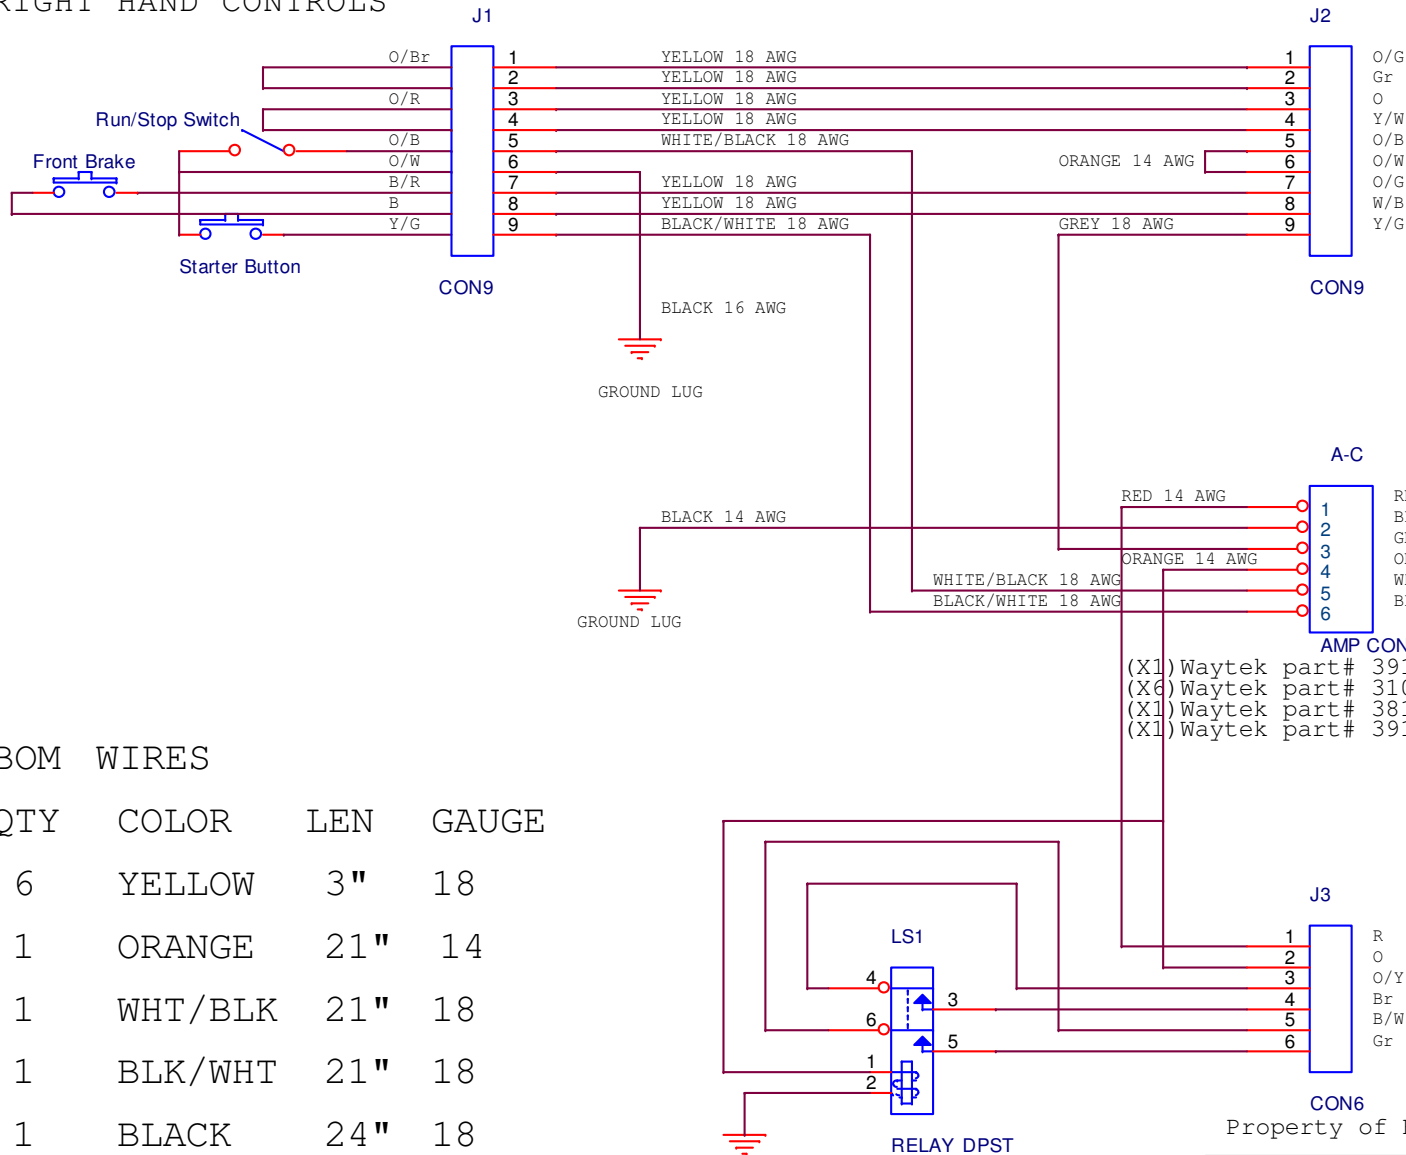 RIGHT HAND CONTROLS
J1
J2
O/Br
1
YELLOW 18 AWG
1
O/G
2
YELLOW 18 AWG
2
Gr
O/R
3
YELLOW 18 AWG
3
O
Run/Stop Switch
4
YELLOW 18 AWG
4
Y/W
O/B
5
WHITE/BLACK 18 AWG
5
O/B
Front Brake
O/W
6
ORANGE 14 AWG
6
O/W
B/R
7
YELLOW 18 AWG
7
O/G
B
8
YELLOW 18 AWG
8
W/B
Y/G
9
BLACK/WHITE 18 AWG
GREY 18 AWG
9
Y/G
Starter Button
CON9
CON9
BLACK 16 AWG
GROUND LUG
A-C
RED 14 AWG
1
BLACK 14 AWG
2
3
ORANGE 14 AWG
4
WHITE/BLACK 18 AWG
5
BLACK/WHITE 18 AWG
6
GROUND LUG
AMP CON
(X1)Waytek part# 391
(X6)Waytek part# 310
(X1)Waytek part# 381
(X1)Waytek part# 391
BOM WIRES
QTY COLOR LEN GAUGE
6 YELLOW 3" 18
1 ORANGE 21" 14
1 WHT/BLK 21" 18
1 BLK/WHT 21" 18
1 BLACK 24" 18
J3
LS1
1
R
2
O
4
3
O/Y
3
4
Br
6
5
B/W
5
6
Gr
1
2
CON6
RELAY DPST
Property of